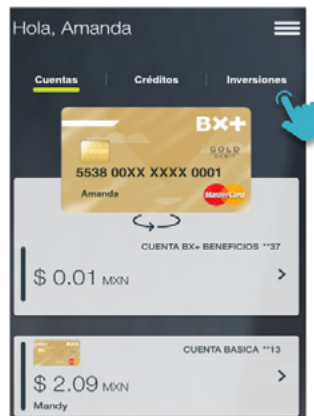 Hola, Amanda
Cuentas Créditos Inversiones
BX+
GOLD
DEBIT
5538 00XX XXXX 0001
Amanda
MasterCard
CUENTA BX+ BENEFICIOS **37
$ 0.01 MXN
CUENTA BASICA **13
$ 2.09 MXN
Mandy